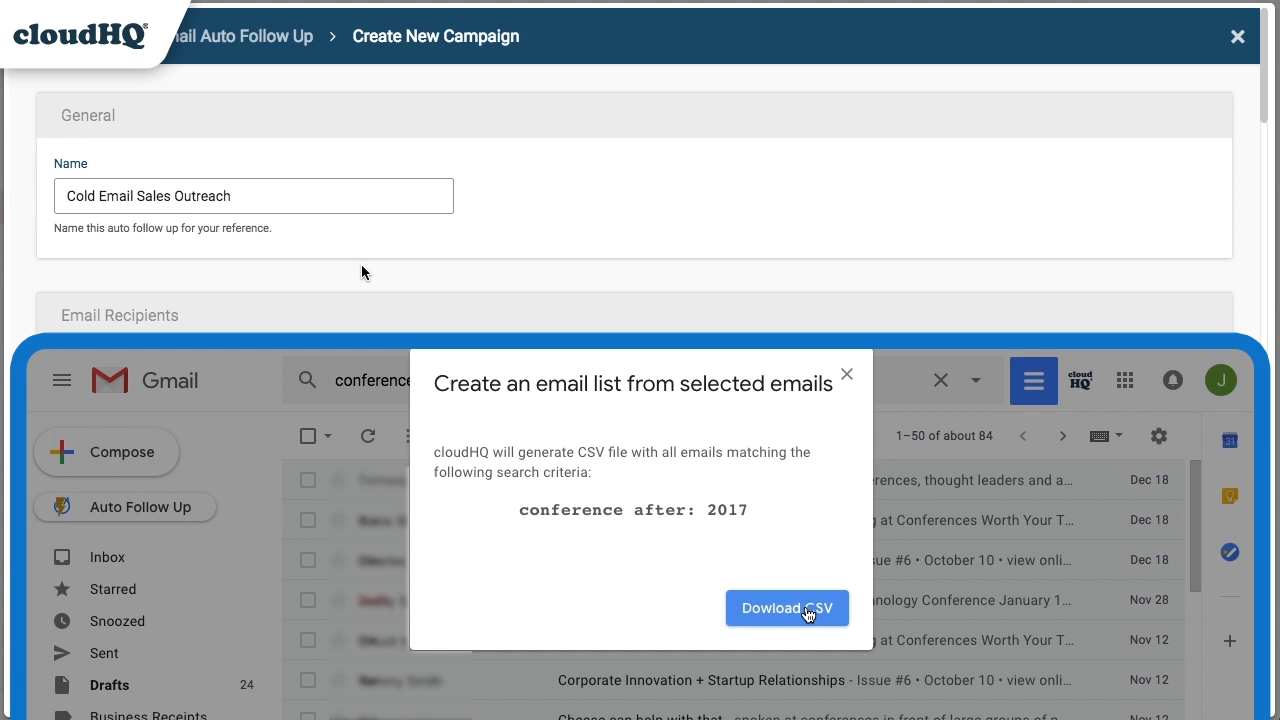 cloudHQ®
ail Auto Follow Up > Create New Campaign
General
Name
Cold Email Sales Outreach
Name this auto follow up for your reference.
Email Recipients
Gmail
conference
cloud HQ
J
Create an email list from selected emails
Compose
1–50 of about 84
cloudHQ will generate CSV file with all emails matching the
following search criteria:
conference after: 2017
Dowload CSV
Auto Follow Up
Inbox
Starred
Snoozed
Sent
Drafts 24
Business Receipts
erences, thought leaders and a... Dec 18
g at Conferences Worth Your T... Dec 18
sue #6 • October 10 • view onli... Dec 18
nology Conference January 1... Nov 28
g at Conferences Worth Your T... Nov 12
Corporate Innovation + Startup Relationships - Issue #6 • October 10 • view onli... Nov 12
31